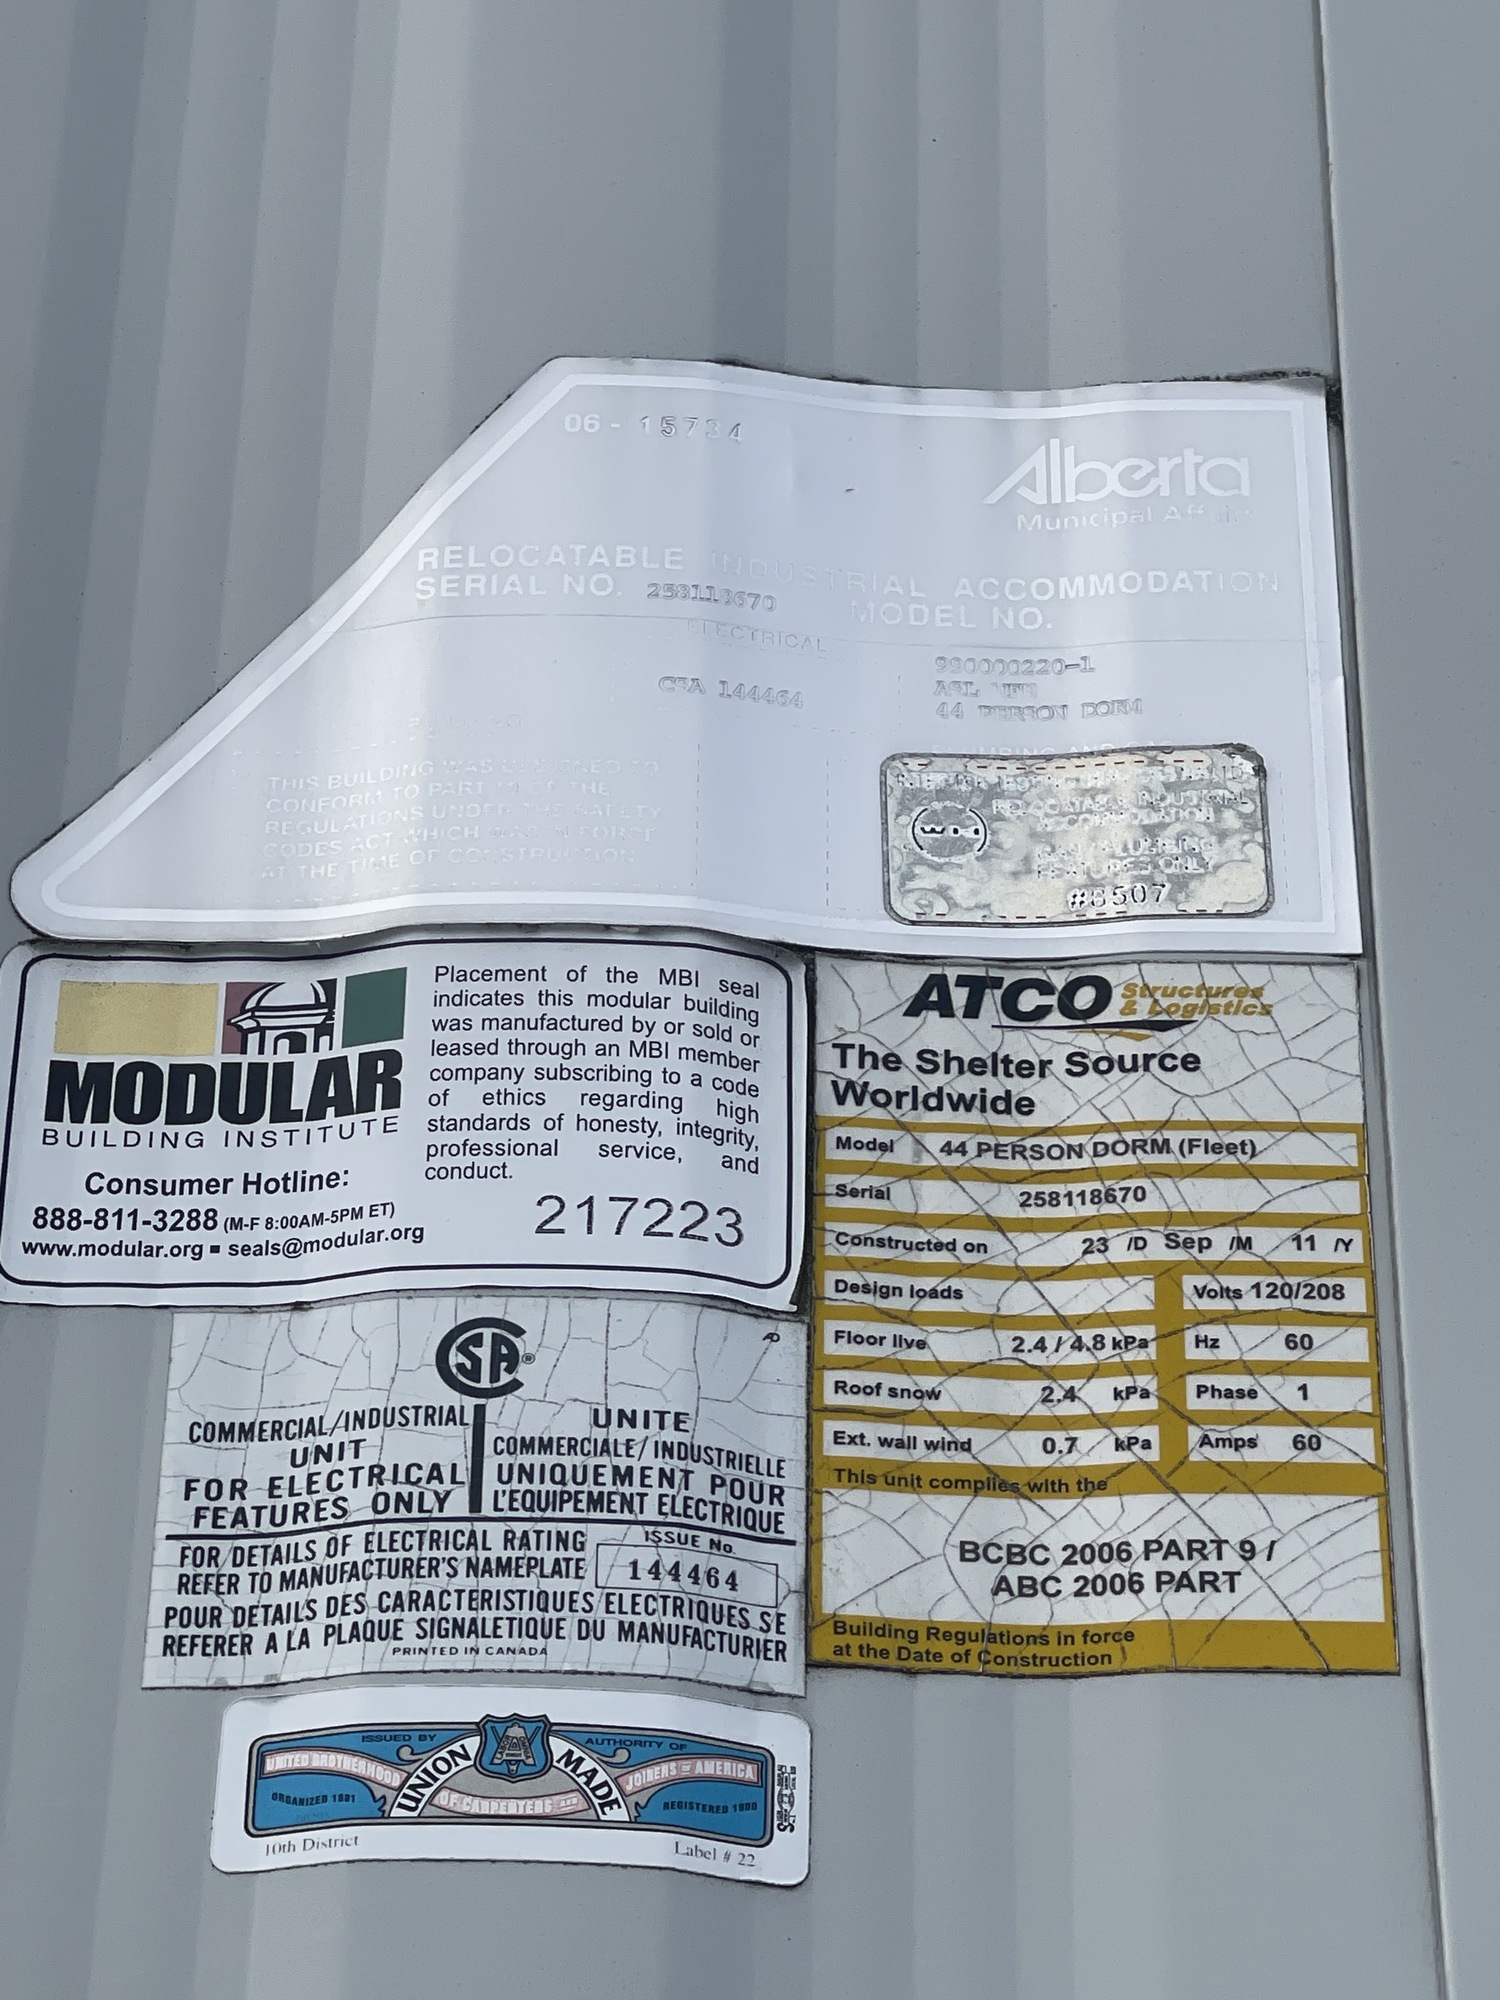 06 - 15734
Alberta
Municipal Affairs
RELOCATABLE INDUSTRIAL ACCOMMODATION
SERIAL NO. 258118670 MODEL NO.
ELECTRICAL
990000220-1
CSA 144464
44 PERSON DORM
THIS BUILDING WAS DESIGNED TO
CONFORM TO PART 10 OF THE
REGULATIONS UNDER THE SAFETY
CODES ACT WHICH WAS IN FORCE
AT THE TIME OF CONSTRUCTION
PLUMBING AND GAS
RELOCATABLE INDUSTRIAL
ACCOMMODATION
GAS / PLUMBING
FEATURES ONLY
#8507
MODULAR
BUILDING INSTITUTE
Consumer Hotline:
888-811-3288 (M-F 8:00AM-5PM ET)
www.modular.org ▪ seals@modular.org
Placement of the MBI seal
indicates this modular building
was manufactured by or sold or
leased through an MBI member
company subscribing to a code
of ethics regarding high
standards of honesty, integrity,
professional service, and
conduct.
217223
ATCO Structures & Logistics
The Shelter Source
Worldwide
Model 44 PERSON DORM (Fleet)
Serial 258118670
Constructed on 23 /D Sep /M 11 /Y
Design loads Volts 120/208
Floor live 2.4 / 4.8 kPa Hz 60
Roof snow 2.4 kPa Phase 1
Ext. wall wind 0.7 kPa Amps 60
This unit complies with the
BCBC 2006 PART 9 /
ABC 2006 PART
Building Regulations in force
at the Date of Construction
CSA ®
COMMERCIAL/INDUSTRIAL
UNIT
FOR ELECTRICAL
FEATURES ONLY
UNITE
COMMERCIALE/INDUSTRIELLE
UNIQUEMENT POUR
L'EQUIPEMENT ELECTRIQUE
FOR DETAILS OF ELECTRICAL RATING
REFER TO MANUFACTURER'S NAMEPLATE
ISSUE No.
144464
POUR DETAILS DES CARACTERISTIQUES ELECTRIQUES SE
REFERER A LA PLAQUE SIGNALETIQUE DU MANUFACTURIER
PRINTED IN CANADA
ISSUED BY AUTHORITY OF
UNITED BROTHERHOOD
OF CARPENTERS AND
JOINERS OF AMERICA
UNION MADE
ORGANIZED 1881 REGISTERED 1900
10th District Label # 22